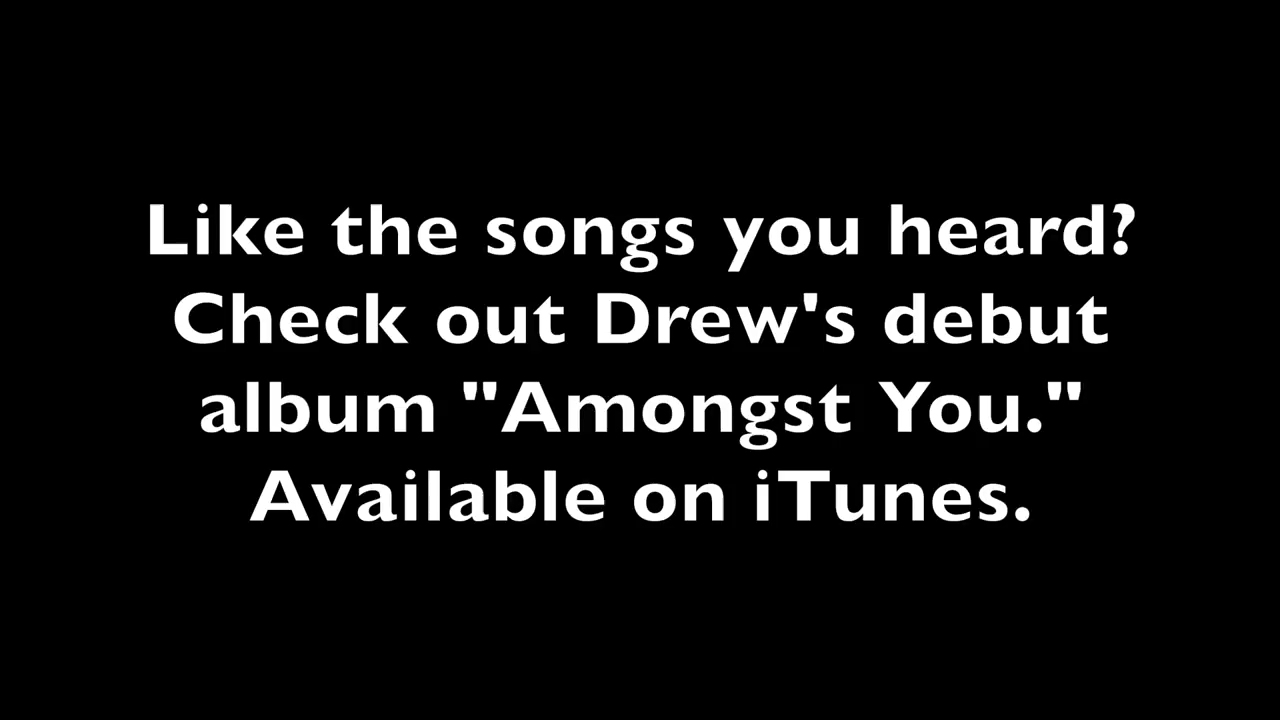 Like the songs you heard?
Check out Drew's debut
album "Amongst You."
Available on iTunes.